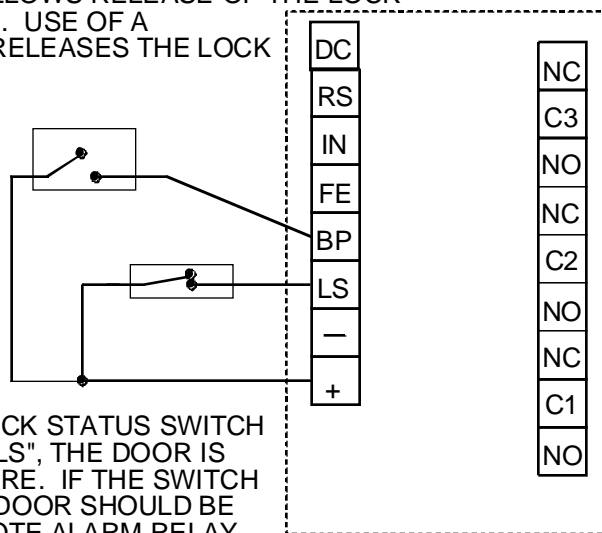 LLOWS RELEASE OF THE LOCK
. USE OF A
RELEASES THE LOCK
DC
RS
IN
FE
BP
LS
—
+
NC
C3
NO
NC
C2
NO
NC
C1
NO
CK STATUS SWITCH
LS", THE DOOR IS
RE. IF THE SWITCH
DOOR SHOULD BE
OTE ALARM RELAY